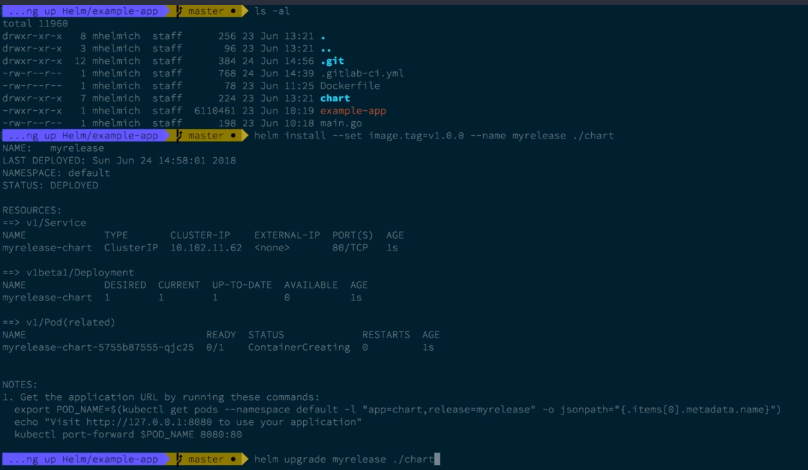 ...ng up Helm/example-app master ● ls -al
total 11960
drwxr-xr-x 8 mhelmich staff 256 23 Jun 13:21 .
drwxr-xr-x 3 mhelmich staff 96 23 Jun 13:21 ..
drwxr-xr-x 12 mhelmich staff 384 24 Jun 14:56 .git
-rw-r--r-- 1 mhelmich staff 768 24 Jun 14:39 .gitlab-ci.yml
-rw-r--r-- 1 mhelmich staff 78 23 Jun 11:25 Dockerfile
drwxr-xr-x 7 mhelmich staff 224 23 Jun 13:21 chart
-rwxr-xr-x 1 mhelmich staff 6110461 23 Jun 10:19 example-app
-rw-r--r-- 1 mhelmich staff 198 23 Jun 10:18 main.go
...ng up Helm/example-app master ● helm install --set image.tag=v1.0.0 --name myrelease ./chart
NAME: myrelease
LAST DEPLOYED: Sun Jun 24 14:58:01 2018
NAMESPACE: default
STATUS: DEPLOYED
RESOURCES:
==> v1/Service
NAME TYPE CLUSTER-IP EXTERNAL-IP PORT(S) AGE
myrelease-chart ClusterIP 10.102.11.62 <none> 80/TCP 1s
==> v1beta1/Deployment
NAME DESIRED CURRENT UP-TO-DATE AVAILABLE AGE
myrelease-chart 1 1 1 0 1s
==> v1/Pod(related)
NAME READY STATUS RESTARTS AGE
myrelease-chart-5755b87555-qjc25 0/1 ContainerCreating 0 1s
NOTES:
1. Get the application URL by running these commands:
export POD_NAME=$(kubectl get pods --namespace default -l "app=chart,release=myrelease" -o jsonpath="{.items[0].metadata.name}")
echo "Visit http://127.0.0.1:8080 to use your application"
kubectl port-forward $POD_NAME 8080:80
...ng up Helm/example-app master ● helm upgrade myrelease ./chart